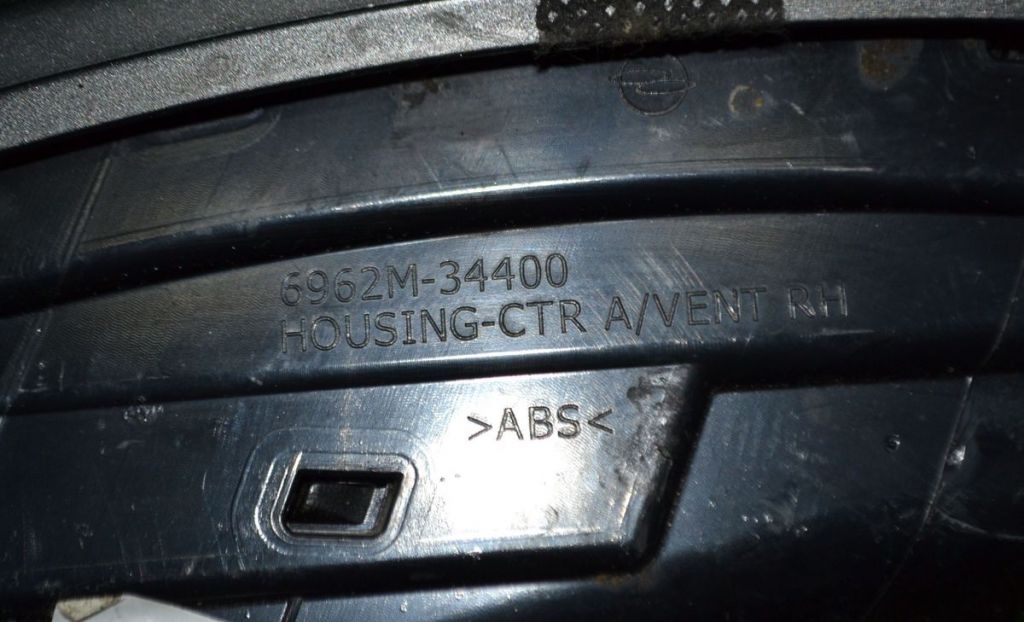 6962M-34400
HOUSING-CTR A/VENT RH
>ABS<